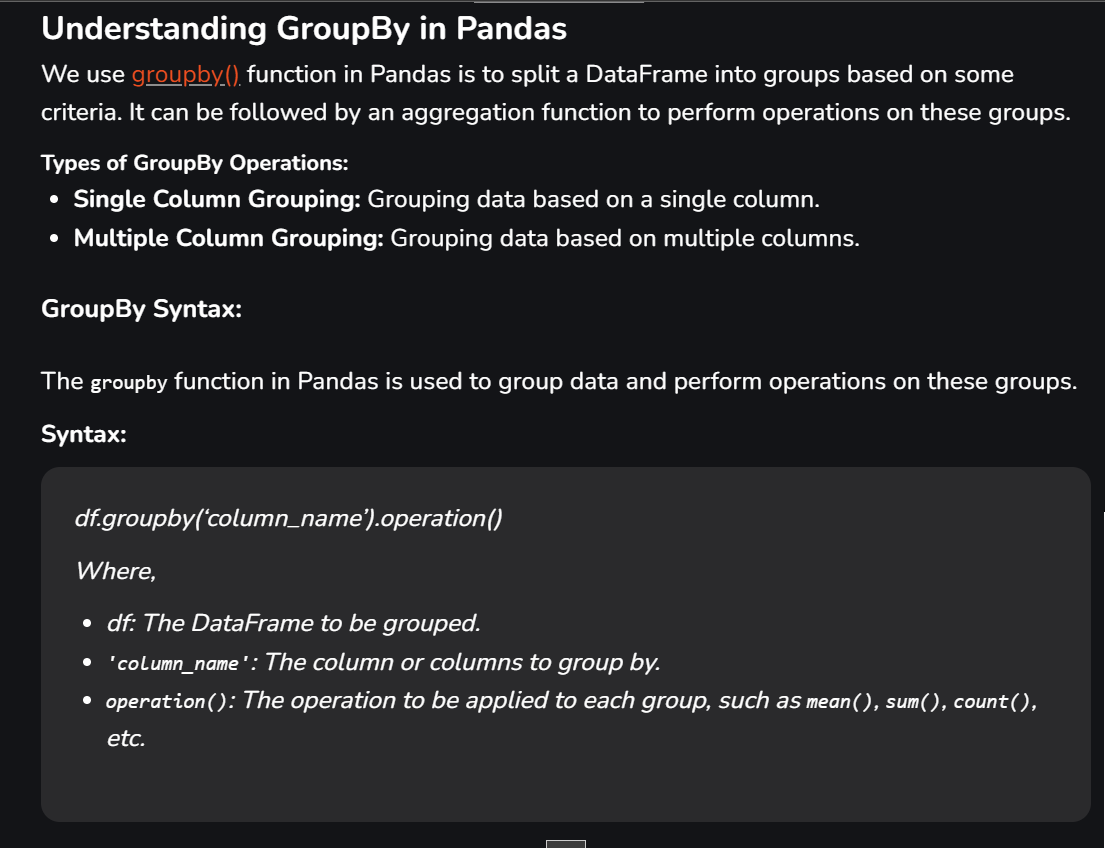 Understanding GroupBy in Pandas
We use groupby() function in Pandas is to split a DataFrame into groups based on some
criteria. It can be followed by an aggregation function to perform operations on these groups.
Types of GroupBy Operations:
• Single Column Grouping: Grouping data based on a single column.
• Multiple Column Grouping: Grouping data based on multiple columns.
GroupBy Syntax:
The groupby function in Pandas is used to group data and perform operations on these groups.
Syntax:
df.groupby(‘column_name’).operation()
Where,
• df: The DataFrame to be grouped.
• 'column_name': The column or columns to group by.
• operation(): The operation to be applied to each group, such as mean(), sum(), count(),
etc.